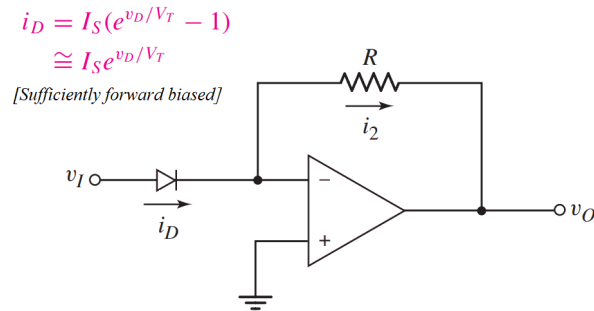 i_D = I_S(e^{v_D/V_T} − 1)
≅ I_S e^{v_D/V_T}
[Sufficiently forward biased]
R
i_2
v_I
i_D
−
+
v_O